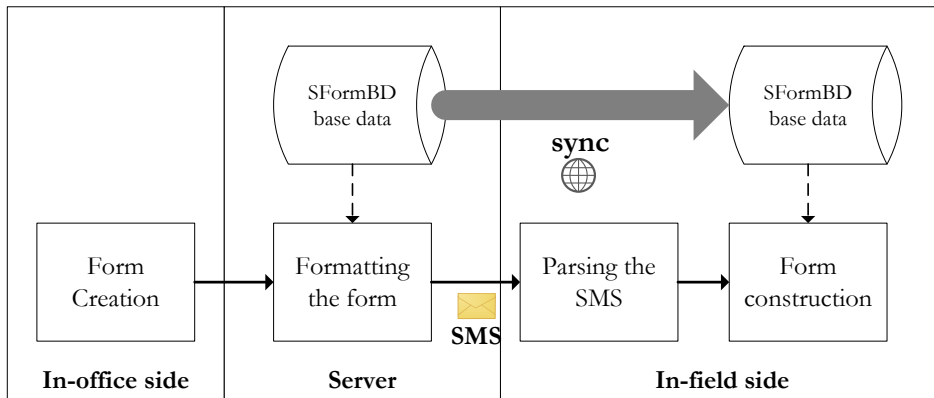 SFormBD
base data
SFormBD
base data
sync
Form
Creation
Formatting
the form
Parsing the
SMS
Form
construction
SMS
In-office side
Server
In-field side